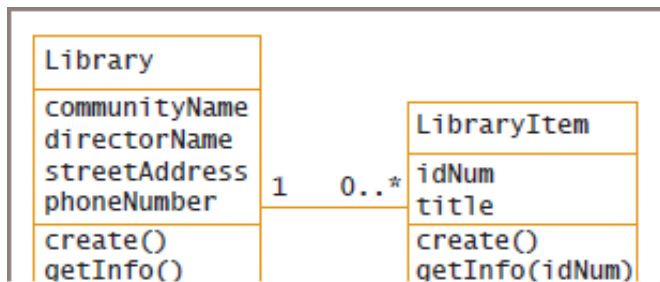 Library
communityName
directorName
streetAddress
phoneNumber
create()
getInfo()
1 0..*
LibraryItem
idNum
title
create()
getInfo(idNum)